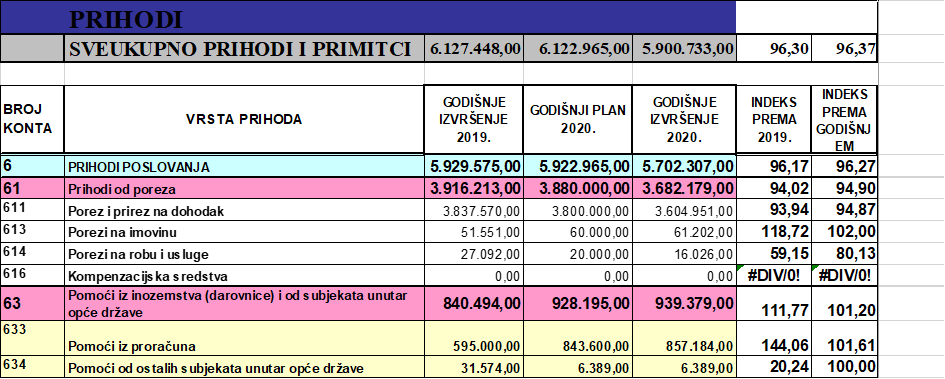 PRIHODI
SVEUKUPNO PRIHODI I PRIMITCI 6.127.448,00 6.122.965,00 5.900.733,00 96,30 96,37
BROJ KONTA VRSTA PRIHODA GODIŠNJE IZVRŠENJE 2019. GODIŠNJI PLAN 2020. GODIŠNJE IZVRŠENJE 2020. INDEKS PREMA 2019. INDEKS PREMA GODIŠNJ EM
6 PRIHODI POSLOVANJA 5.929.575,00 5.922.965,00 5.702.307,00 96,17 96,27
61 Prihodi od poreza 3.916.213,00 3.880.000,00 3.682.179,00 94,02 94,90
611 Porez i prirez na dohodak 3.837.570,00 3.800.000,00 3.604.951,00 93,94 94,87
613 Porezi na imovinu 51.551,00 60.000,00 61.202,00 118,72 102,00
614 Porezi na robu i usluge 27.092,00 20.000,00 16.026,00 59,15 80,13
616 Kompenzacijska sredstva 0,00 0,00 0,00 #DIV/0! #DIV/0!
63 Pomoći iz inozemstva (darovnice) i od subjekata unutar opće države 840.494,00 928.195,00 939.379,00 111,77 101,20
633 Pomoći iz proračuna 595.000,00 843.600,00 857.184,00 144,06 101,61
634 Pomoći od ostalih subjekata unutar opće države 31.574,00 6.389,00 6.389,00 20,24 100,00